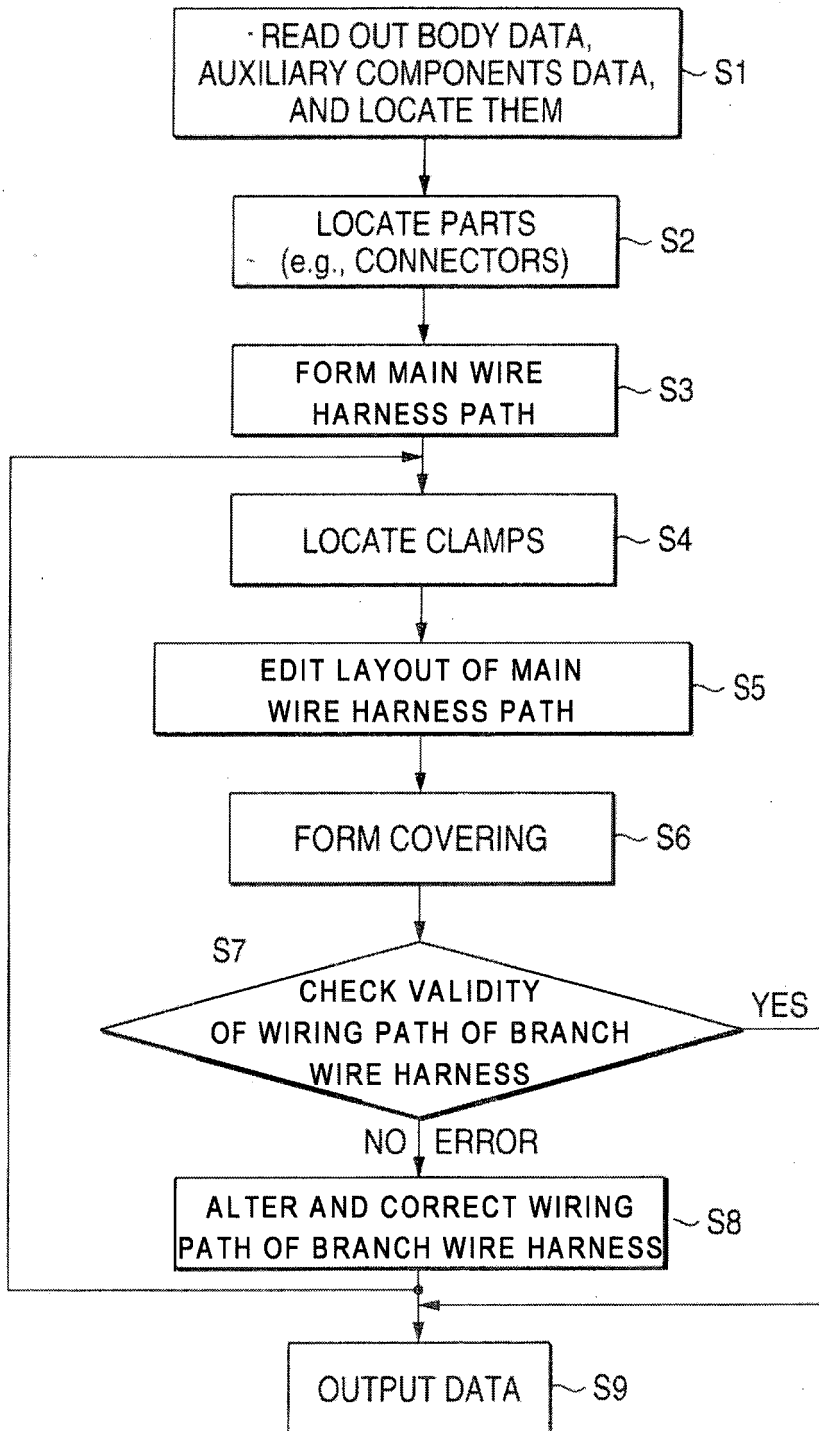 READ OUT BODY DATA,
AUXILIARY COMPONENTS DATA,
AND LOCATE THEM
S1
LOCATE PARTS
(e.g., CONNECTORS)
S2
FORM MAIN WIRE
HARNESS PATH
S3
LOCATE CLAMPS
S4
EDIT LAYOUT OF MAIN
WIRE HARNESS PATH
S5
FORM COVERING
S6
S7
CHECK VALIDITY
OF WIRING PATH OF BRANCH
WIRE HARNESS
YES
NO ERROR
ALTER AND CORRECT WIRING
PATH OF BRANCH WIRE HARNESS
S8
OUTPUT DATA
S9